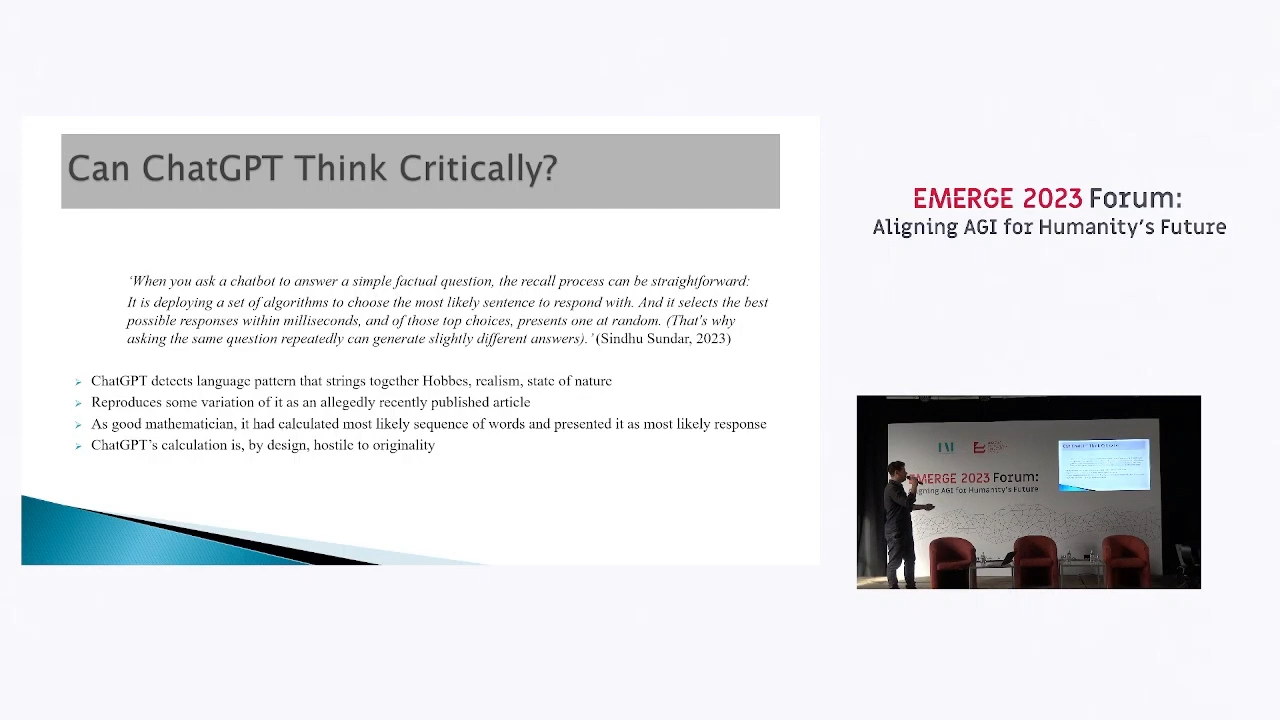 Can ChatGPT Think Critically?
‘When you ask a chatbot to answer a simple factual question, the recall process can be straightforward:
It is deploying a set of algorithms to choose the most likely sentence to respond with. And it selects the best
possible responses within milliseconds, and of those top choices, presents one at random. (That's why
asking the same question repeatedly can generate slightly different answers).’ (Sindhu Sundar, 2023)
ChatGPT detects language pattern that strings together Hobbes, realism, state of nature
Reproduces some variation of it as an allegedly recently published article
As good mathematician, it had calculated most likely sequence of words and presented it as most likely response
ChatGPT's calculation is, by design, hostile to originality
EMERGE 2023 Forum:
Aligning AGI for Humanity's Future
Can ChatGPT Think Critically?
EMERGE 2023 Forum:
Aligning AGI for Humanity's Future